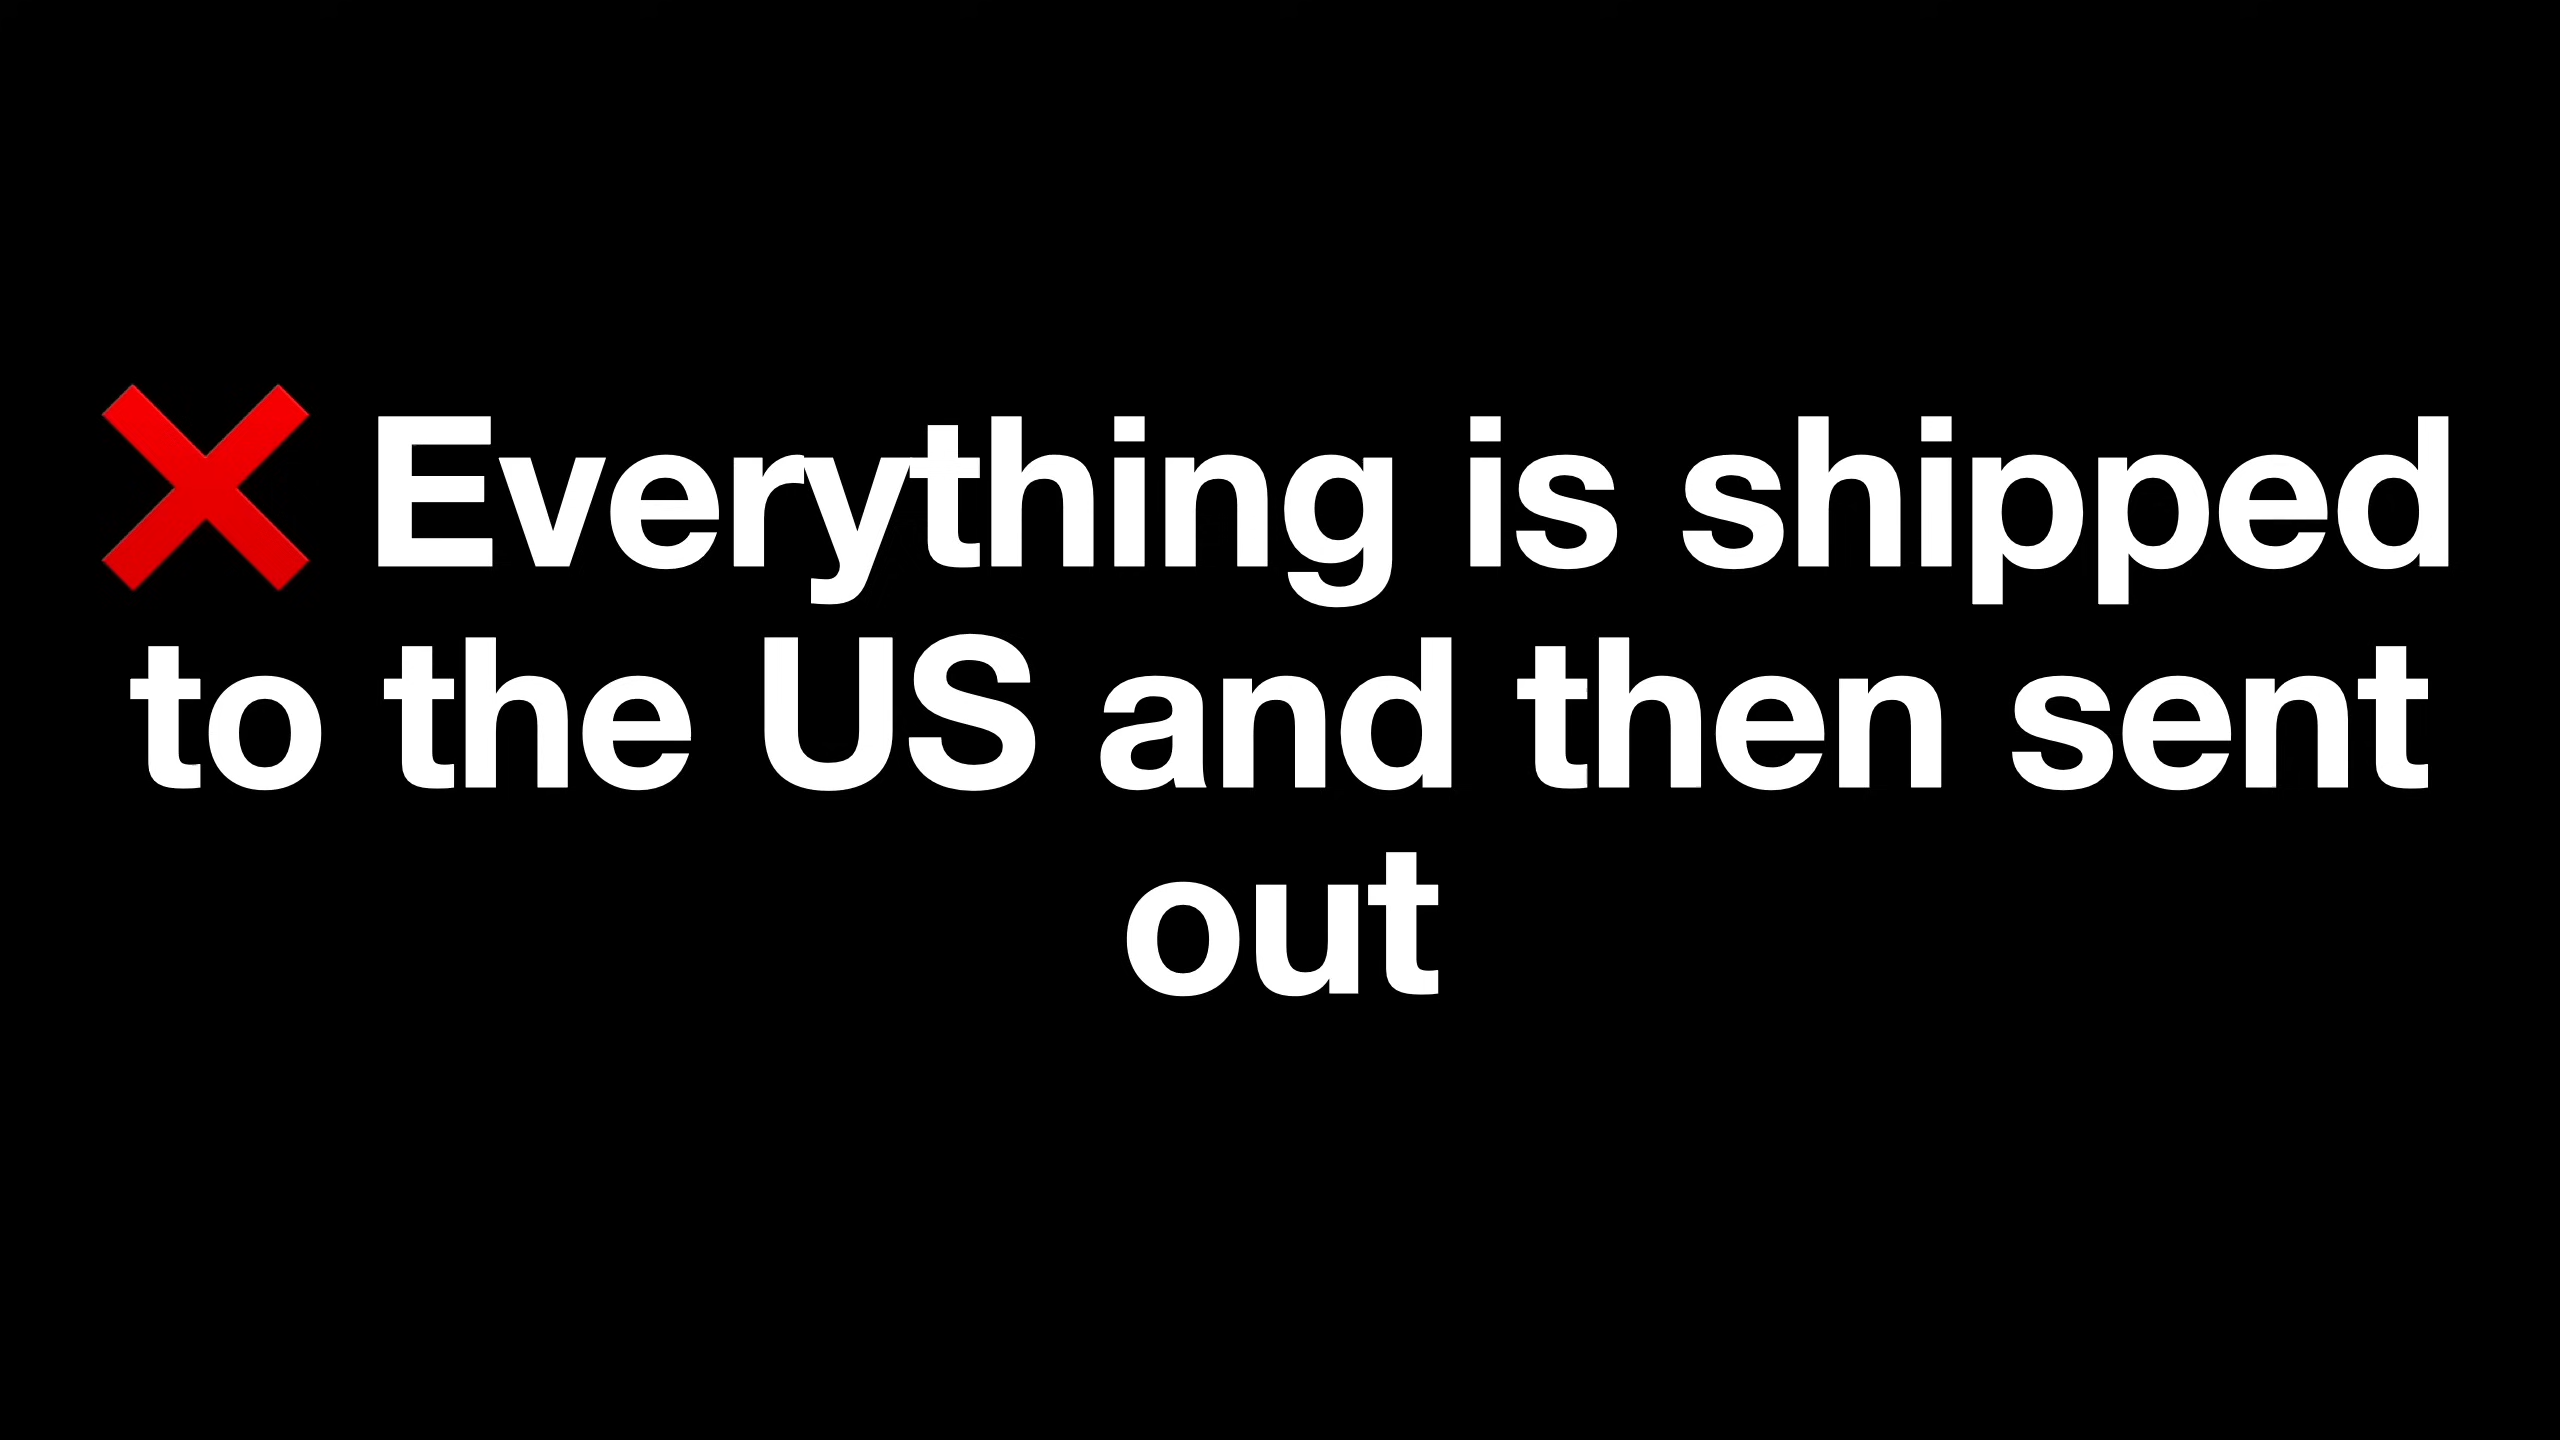 ❌ Everything is shipped
to the US and then sent
out